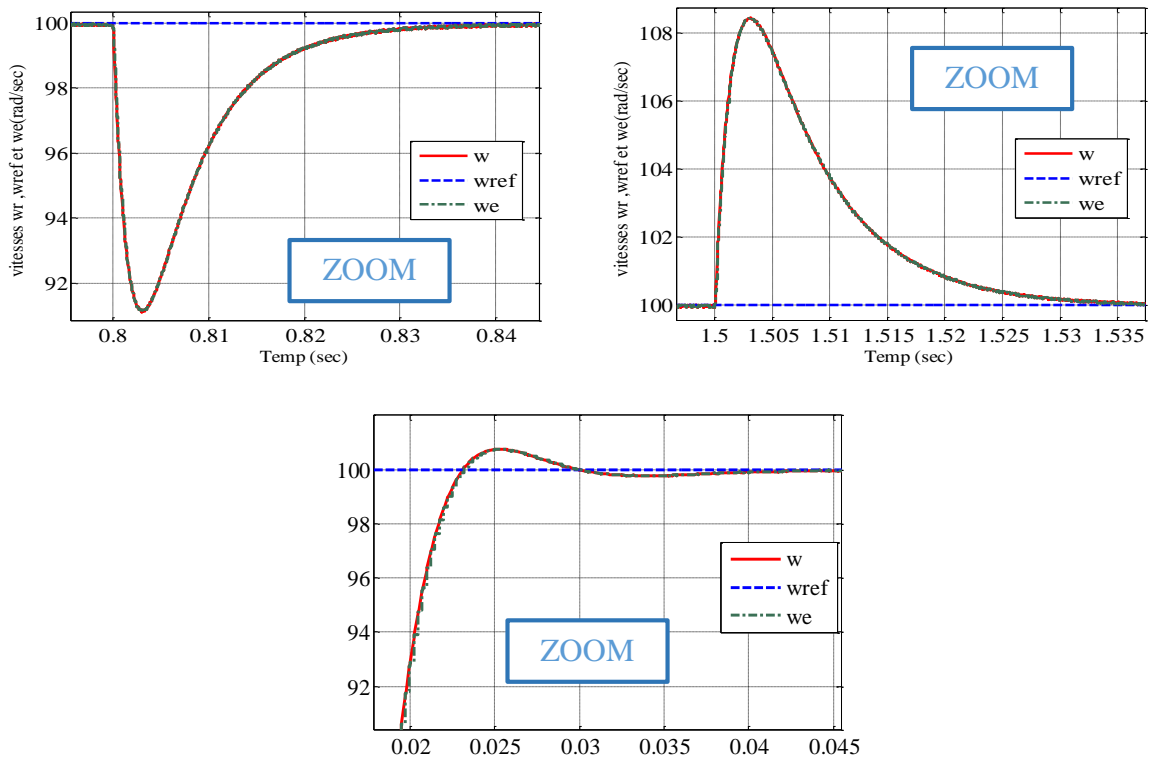 vitesses wr ,wref et we(rad/sec)
100
98
96
94
92
w
wref
we
ZOOM
0.8
0.81
0.82
0.83
0.84
Temp (sec)
vitesses wr ,wref et we(rad/sec)
108
106
104
102
100
ZOOM
w
wref
we
1.5
1.505
1.51
1.515
1.52
1.525
1.53
1.535
Temp (sec)
100
98
96
94
92
w
wref
we
ZOOM
0.02
0.025
0.03
0.035
0.04
0.045